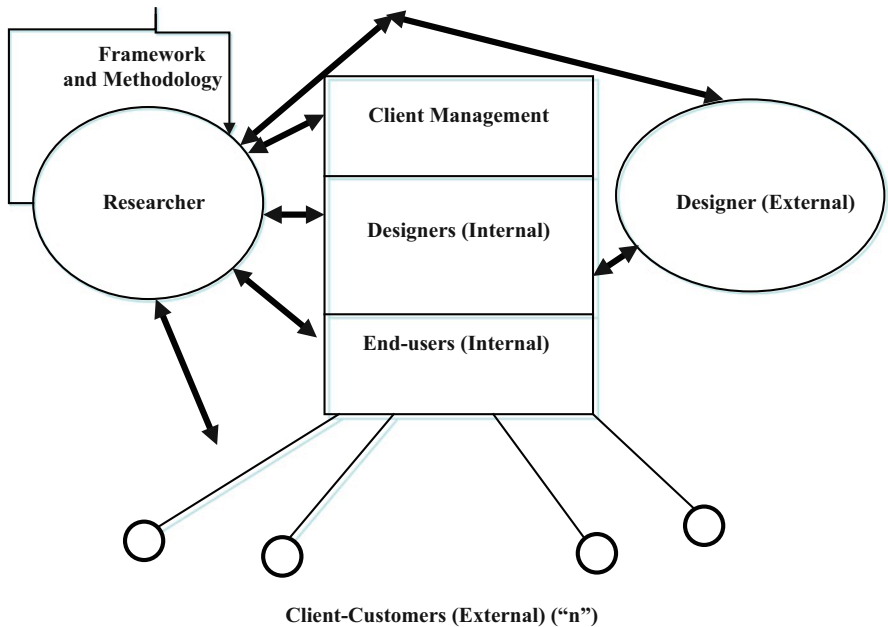 Framework
and Methodology
Client Management
Researcher
Designer (External)
Designers (Internal)
End-users (Internal)
Client-Customers (External) (“n”)